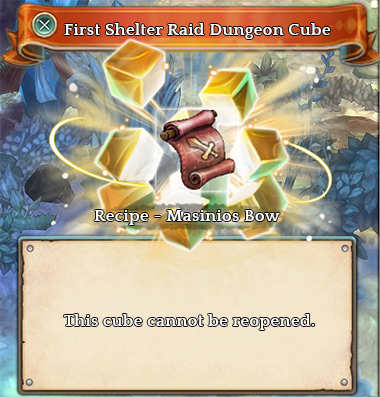 First Shelter Raid Dungeon Cube
Recipe - Masinios Bow
This cube cannot be reopened.